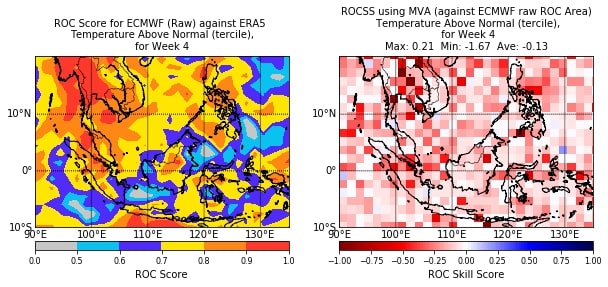 ROC Score for ECMWF (Raw) against ERA5
Temperature Above Normal (tercile),
for Week 4
10°N
0°
10°S
90°E 100°E 110°E 120°E 130°E
0.0 0.5 0.6 0.7 0.8 0.9 1.0
ROC Score
ROCSS using MVA (against ECMWF raw ROC Area)
Temperature Above Normal (tercile),
for Week 4
Max: 0.21 Min: -1.67 Ave: -0.13
10°N
0°
10°S
90°E 100°E 110°E 120°E 130°E
−1.00 −0.75 −0.50 −0.25 0.00 0.25 0.50 0.75 1.00
ROC Skill Score